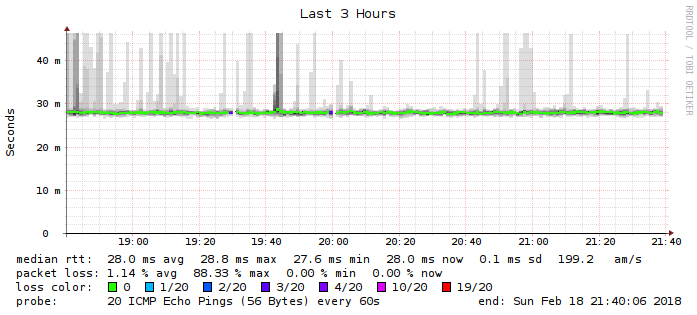 Last 3 Hours
RRDTOOL / TOBI OETIKER
Seconds
40 m
30 m
20 m
10 m
0
19:00 19:20 19:40 20:00 20:20 20:40 21:00 21:20 21:40
median rtt: 28.0 ms avg 28.8 ms max 27.6 ms min 28.0 ms now 0.1 ms sd 199.2 am/s
packet loss: 1.14 % avg 88.33 % max 0.00 % min 0.00 % now
loss color: 0 1/20 2/20 3/20 4/20 10/20 19/20
probe: 20 ICMP Echo Pings (56 Bytes) every 60s end: Sun Feb 18 21:40:06 2018